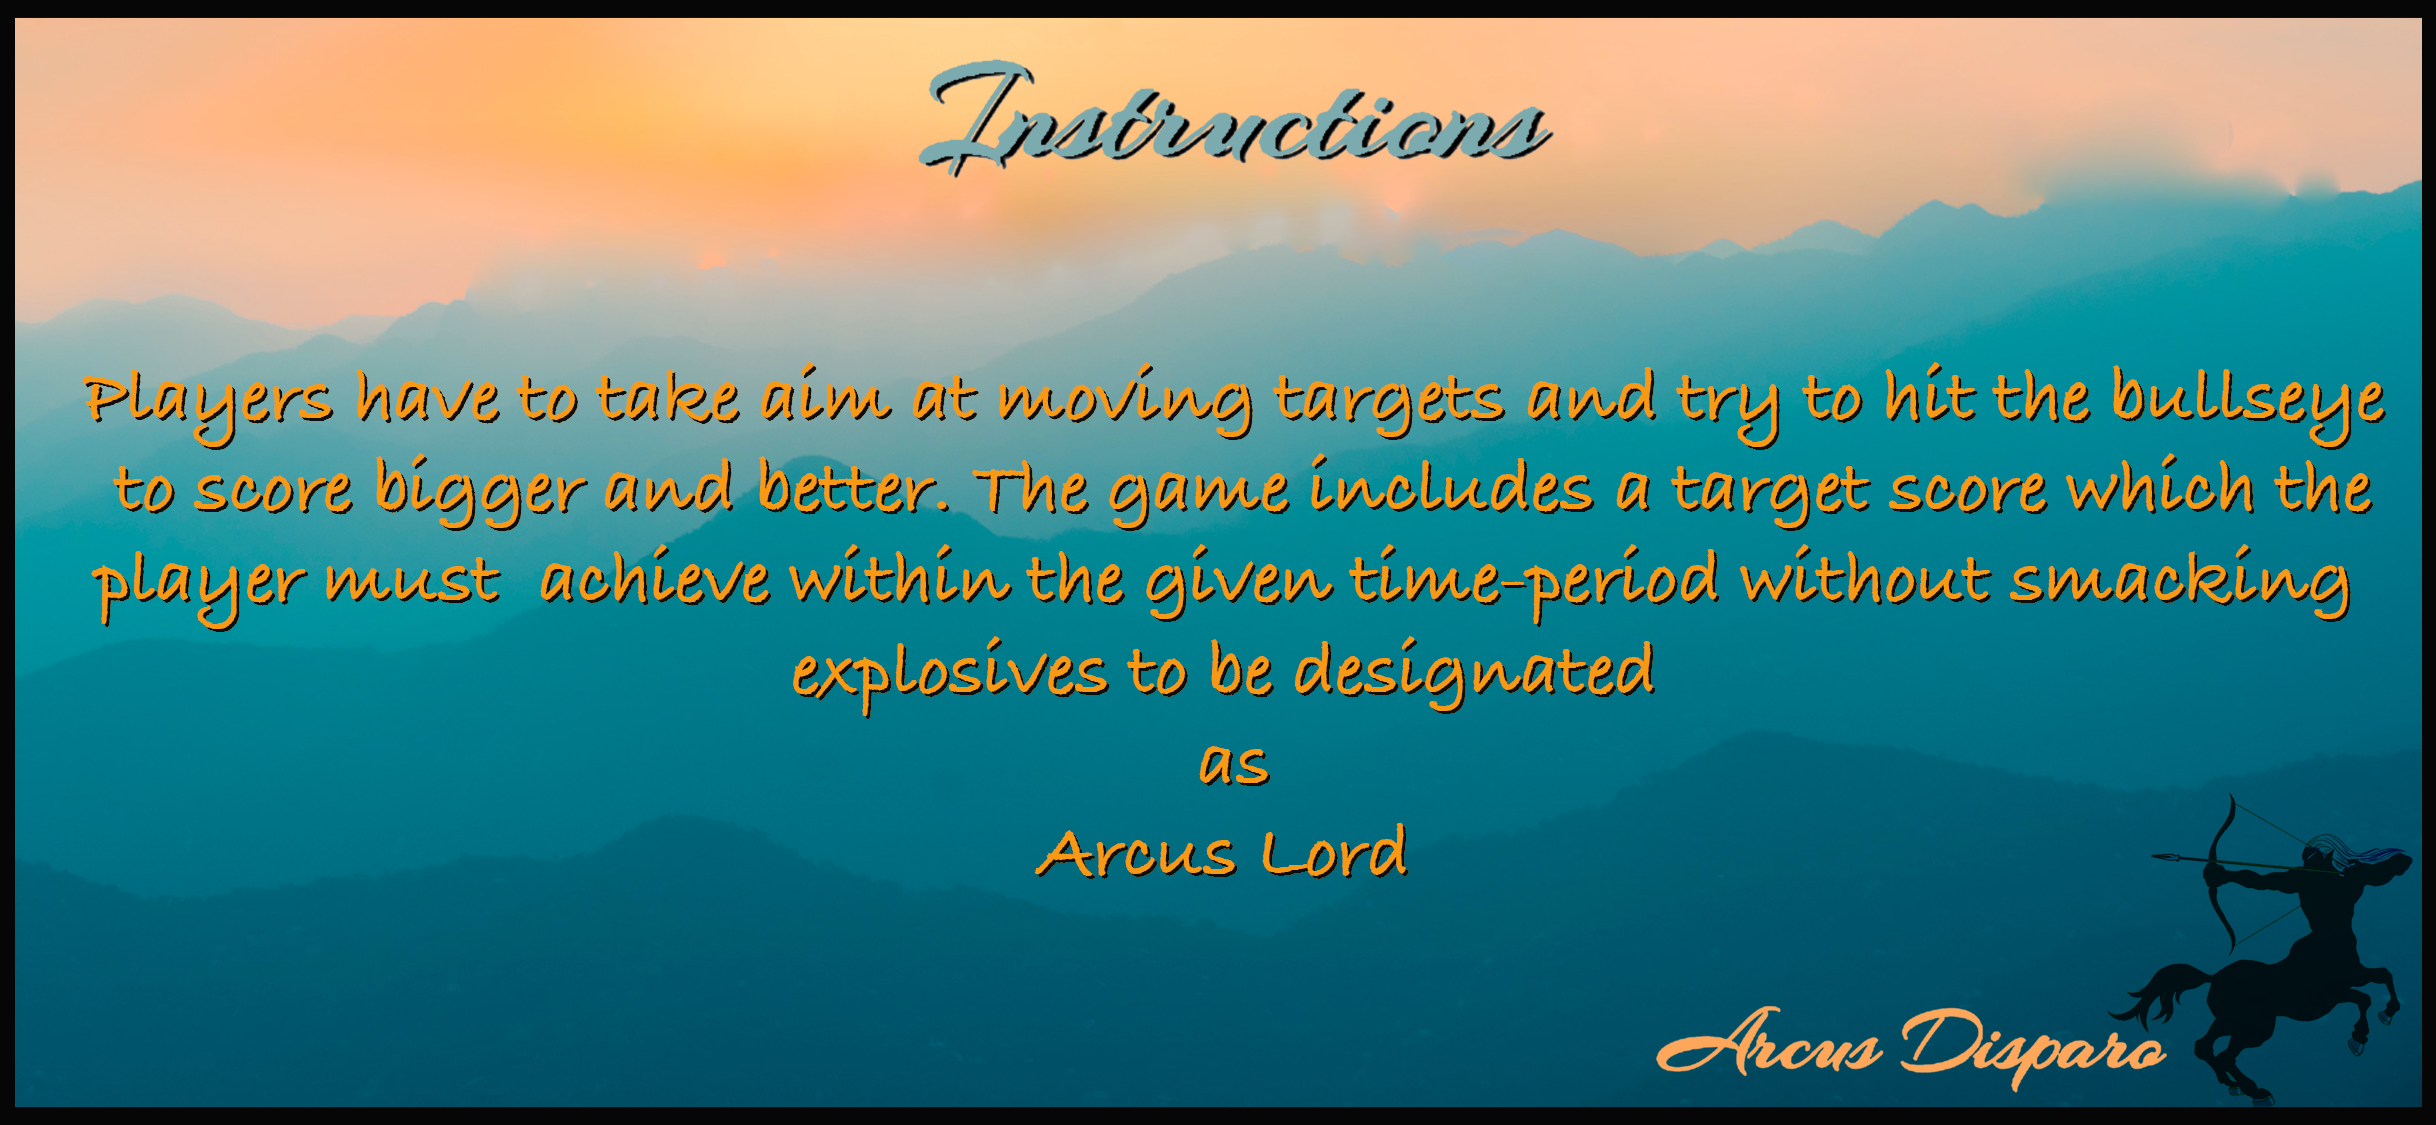 Instructions
Players have to take aim at moving targets and try to hit the bullseye
to score bigger and better. The game includes a target score which the
player must  achieve within the given time-period without smacking
explosives to be designated
as
Arcus Lord
Arcus Disparo